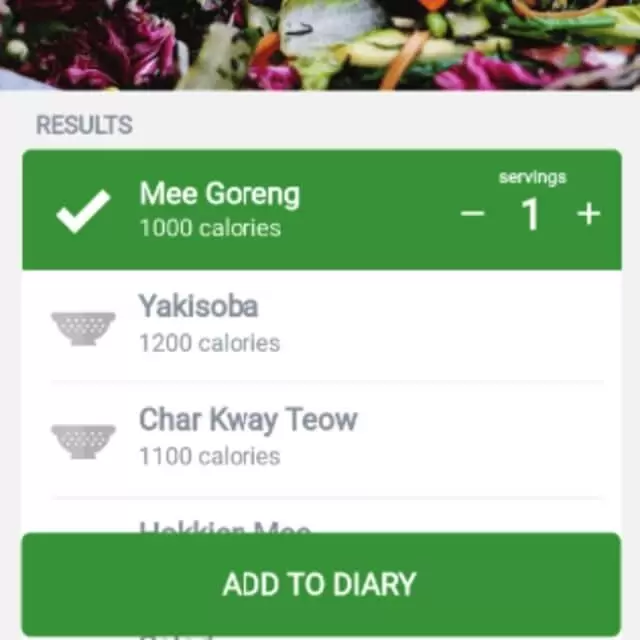 RESULTS
Mee Goreng
1000 calories
servings
− 1 +
Yakisoba
1200 calories
Char Kway Teow
1100 calories
Hokkien Mee
ADD TO DIARY